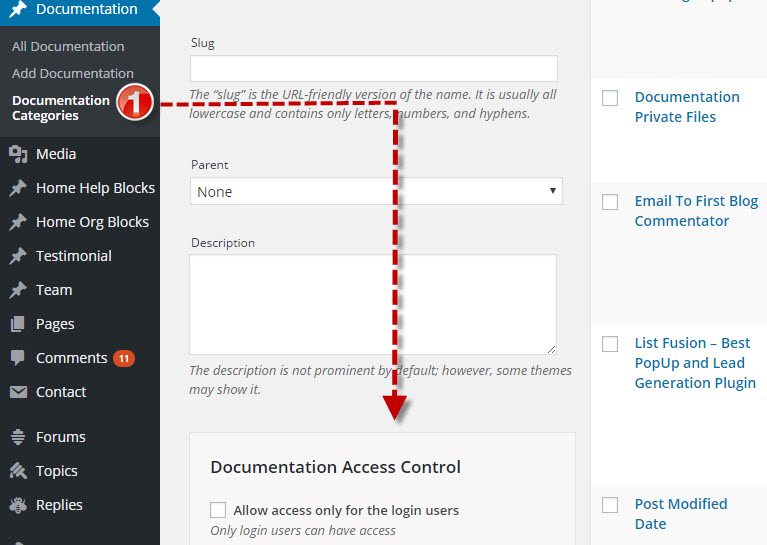 Documentation
All Documentation
Add Documentation
Documentation
Categories
1
Media
Home Help Blocks
Home Org Blocks
Testimonial
Team
Pages
Comments 11
Contact
Forums
Topics
Replies
Slug
The “slug” is the URL-friendly version of the name. It is usually all
lowercase and contains only letters, numbers, and hyphens.
Parent
None
Description
The description is not prominent by default; however, some themes
may show it.
Documentation Access Control
Allow access only for the login users
Only login users can have access
Documentation
Private Files
Email To First Blog
Commentator
List Fusion – Best
PopUp and Lead
Generation Plugin
Post Modified
Date